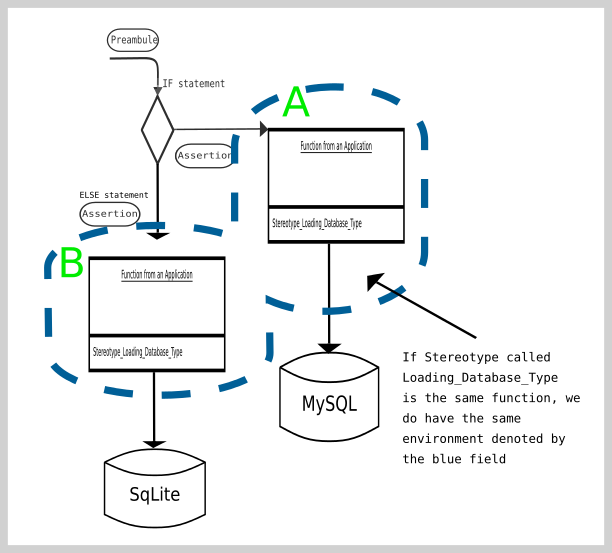 Preambule
IF statement
A
Assertion
Function from an Application
Stereotype_Loading_Database_Type
ELSE statement
Assertion
B
Function from an Application
Stereotype_Loading_Database_Type
MySQL
If Stereotype called
Loading_Database_Type
is the same function, we
do have the same
environment denoted by
the blue field
SqLite